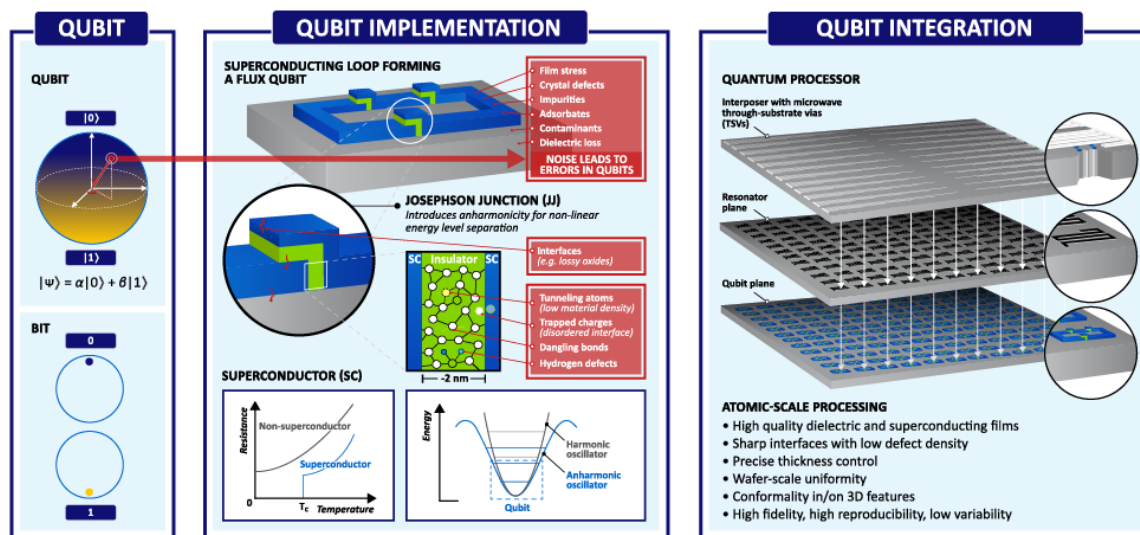 QUBIT
QUBIT
|0⟩
|1⟩
|Ψ⟩ = α|0⟩ + β|1⟩
BIT
0
1
QUBIT IMPLEMENTATION
SUPERCONDUCTING LOOP FORMING
A FLUX QUBIT
Film stress
Crystal defects
Impurities
Adsorbates
Contaminants
Dielectric loss
NOISE LEADS TO
ERRORS IN QUBITS
JOSEPHSON JUNCTION (JJ)
Introduces anharmonicity for non-linear
energy level separation
Interfaces
(e.g. lossy oxides)
SC Insulator SC
Tunneling atoms
(low material density)
Trapped charges
(disordered interface)
Dangling bonds
Hydrogen defects
~2 nm
SUPERCONDUCTOR (SC)
Resistance
Non-superconductor
Superconductor
0
Tc
Temperature
Energy
Harmonic
oscillator
Anharmonic
oscillator
Qubit
QUBIT INTEGRATION
QUANTUM PROCESSOR
Interposer with microwave
through-substrate vias
(TSVs)
Resonator
plane
Qubit plane
ATOMIC-SCALE PROCESSING
• High quality dielectric and superconducting films
• Sharp interfaces with low defect density
• Precise thickness control
• Wafer-scale uniformity
• Conformality in/on 3D features
• High fidelity, high reproducibility, low variability